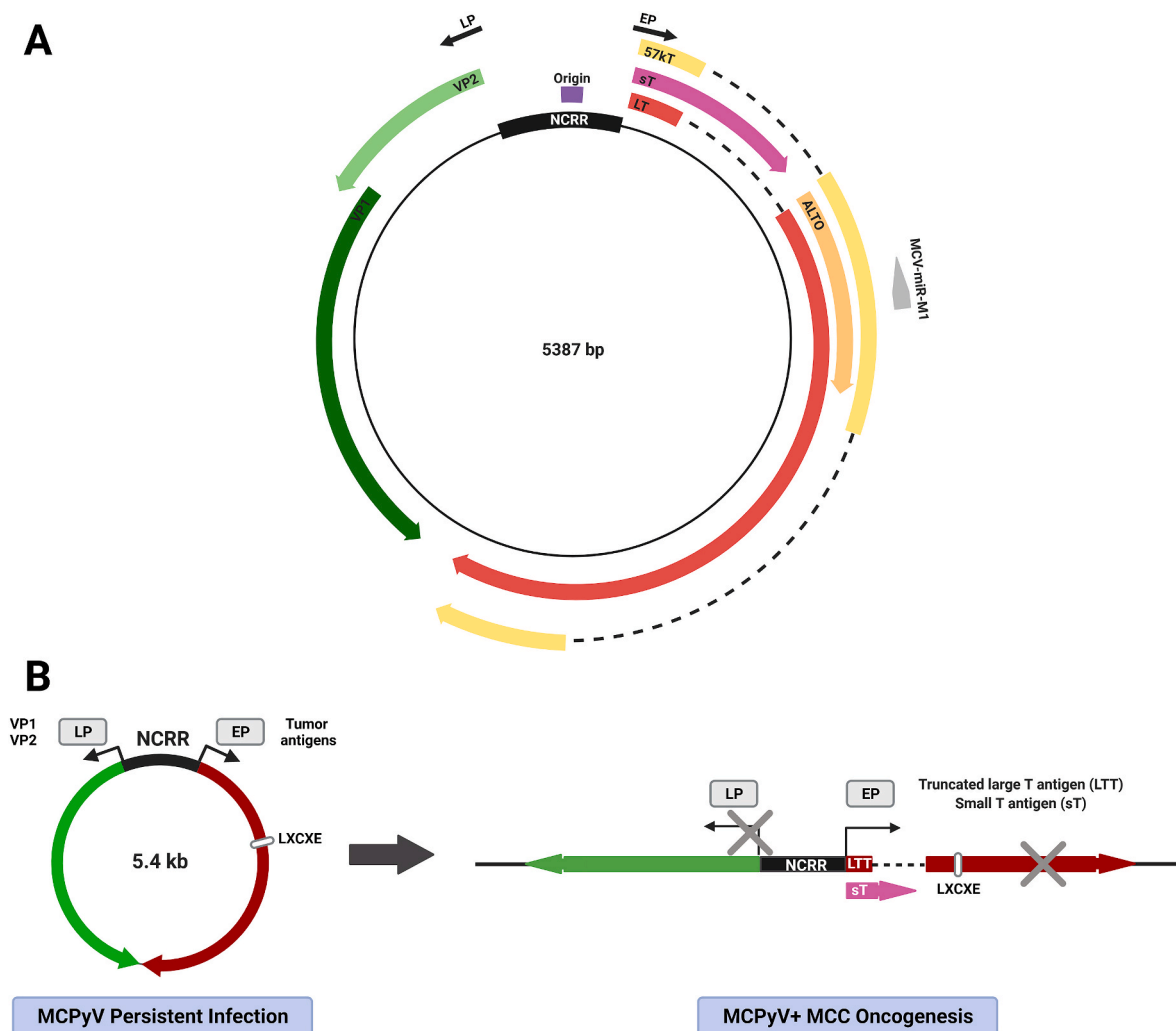 A
LP
EP
57kT
VP2
Origin
sT
LT
NCRR
VP1
ALTO
MCV-miR-M1
5387 bp
B
VP1
VP2
LP
NCRR
EP
Tumor
antigens
LXCXE
5.4 kb
MCPyV Persistent Infection
LP
EP
Truncated large T antigen (LTT)
Small T antigen (sT)
NCRR
LTT
sT
LXCXE
MCPyV+ MCC Oncogenesis